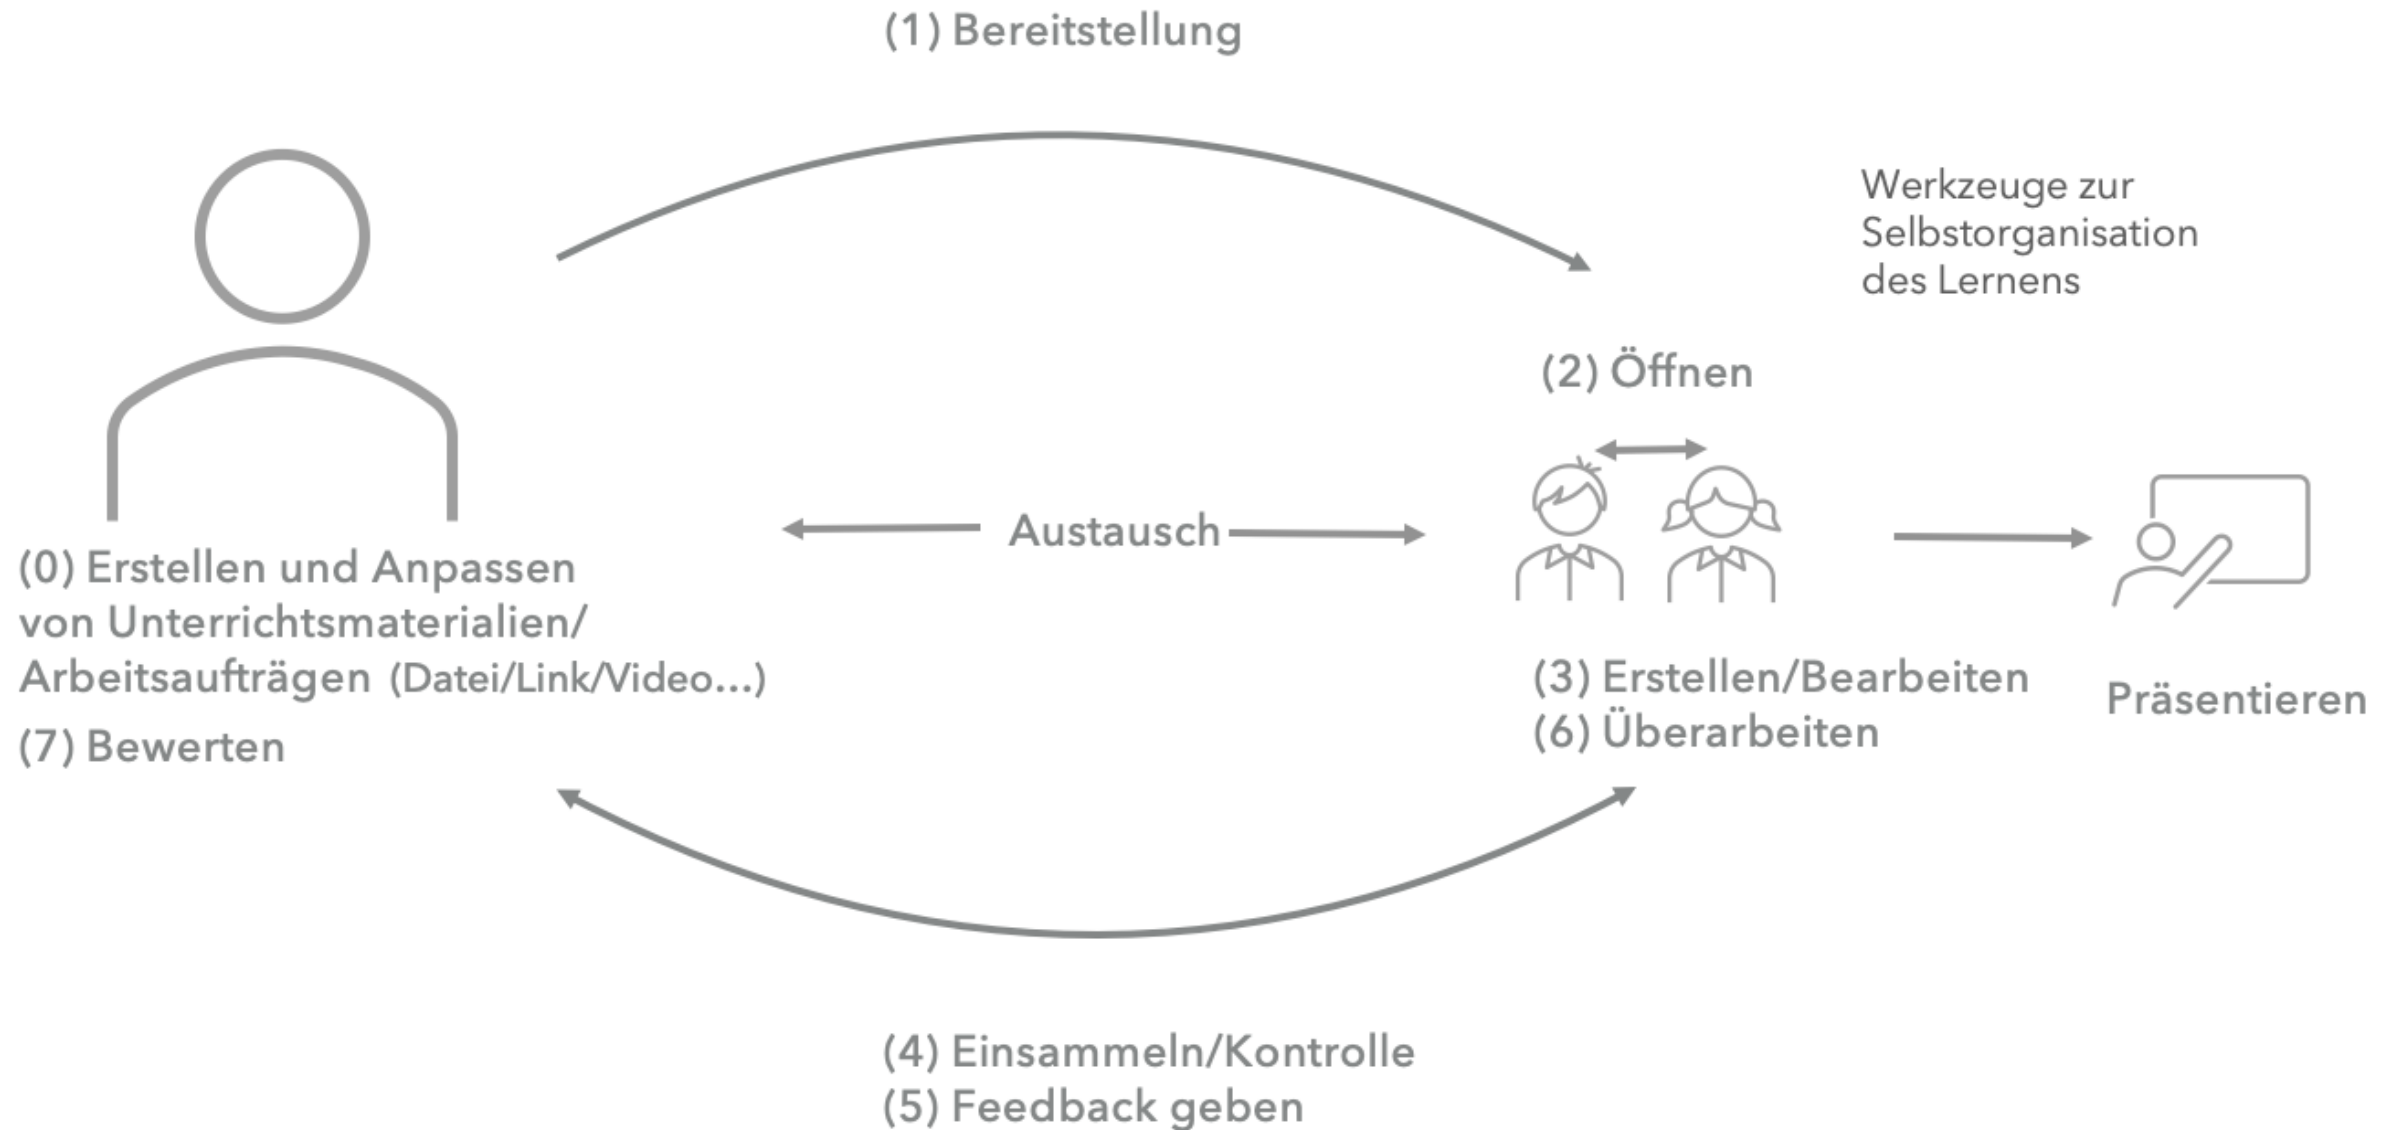 (1) Bereitstellung
Werkzeuge zur
Selbstorganisation
des Lernens
(2) Öffnen
Austausch
(0) Erstellen und Anpassen
von Unterrichtsmaterialien/
Arbeitsaufträgen (Datei/Link/Video...)
(7) Bewerten
(3) Erstellen/Bearbeiten
(6) Überarbeiten
Präsentieren
(4) Einsammeln/Kontrolle
(5) Feedback geben